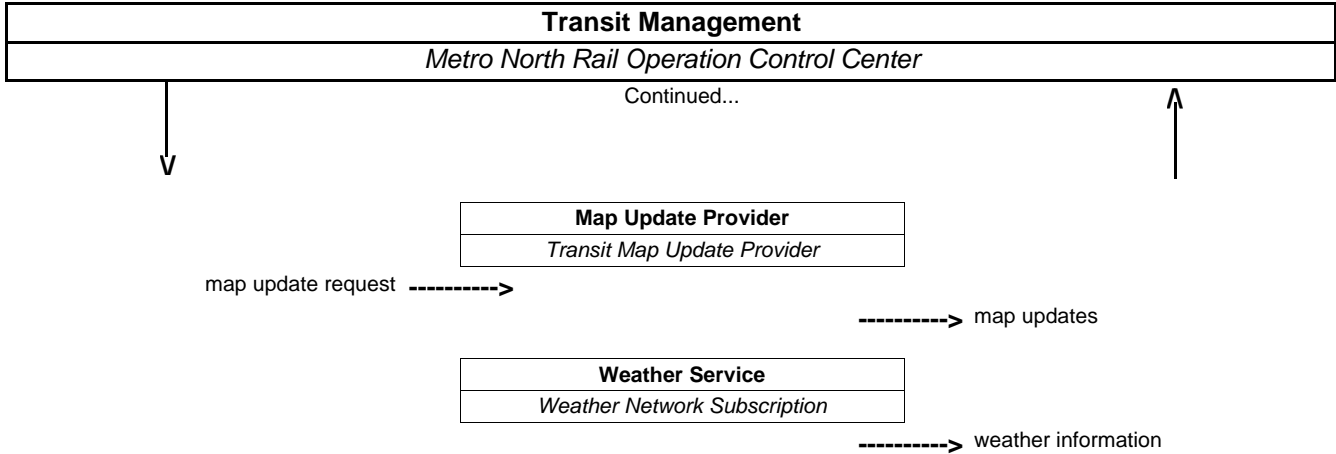 Transit Management
Metro North Rail Operation Control Center
Continued...
Map Update Provider
Transit Map Update Provider
map update request ---------->
----------> map updates
Weather Service
Weather Network Subscription
----------> weather information